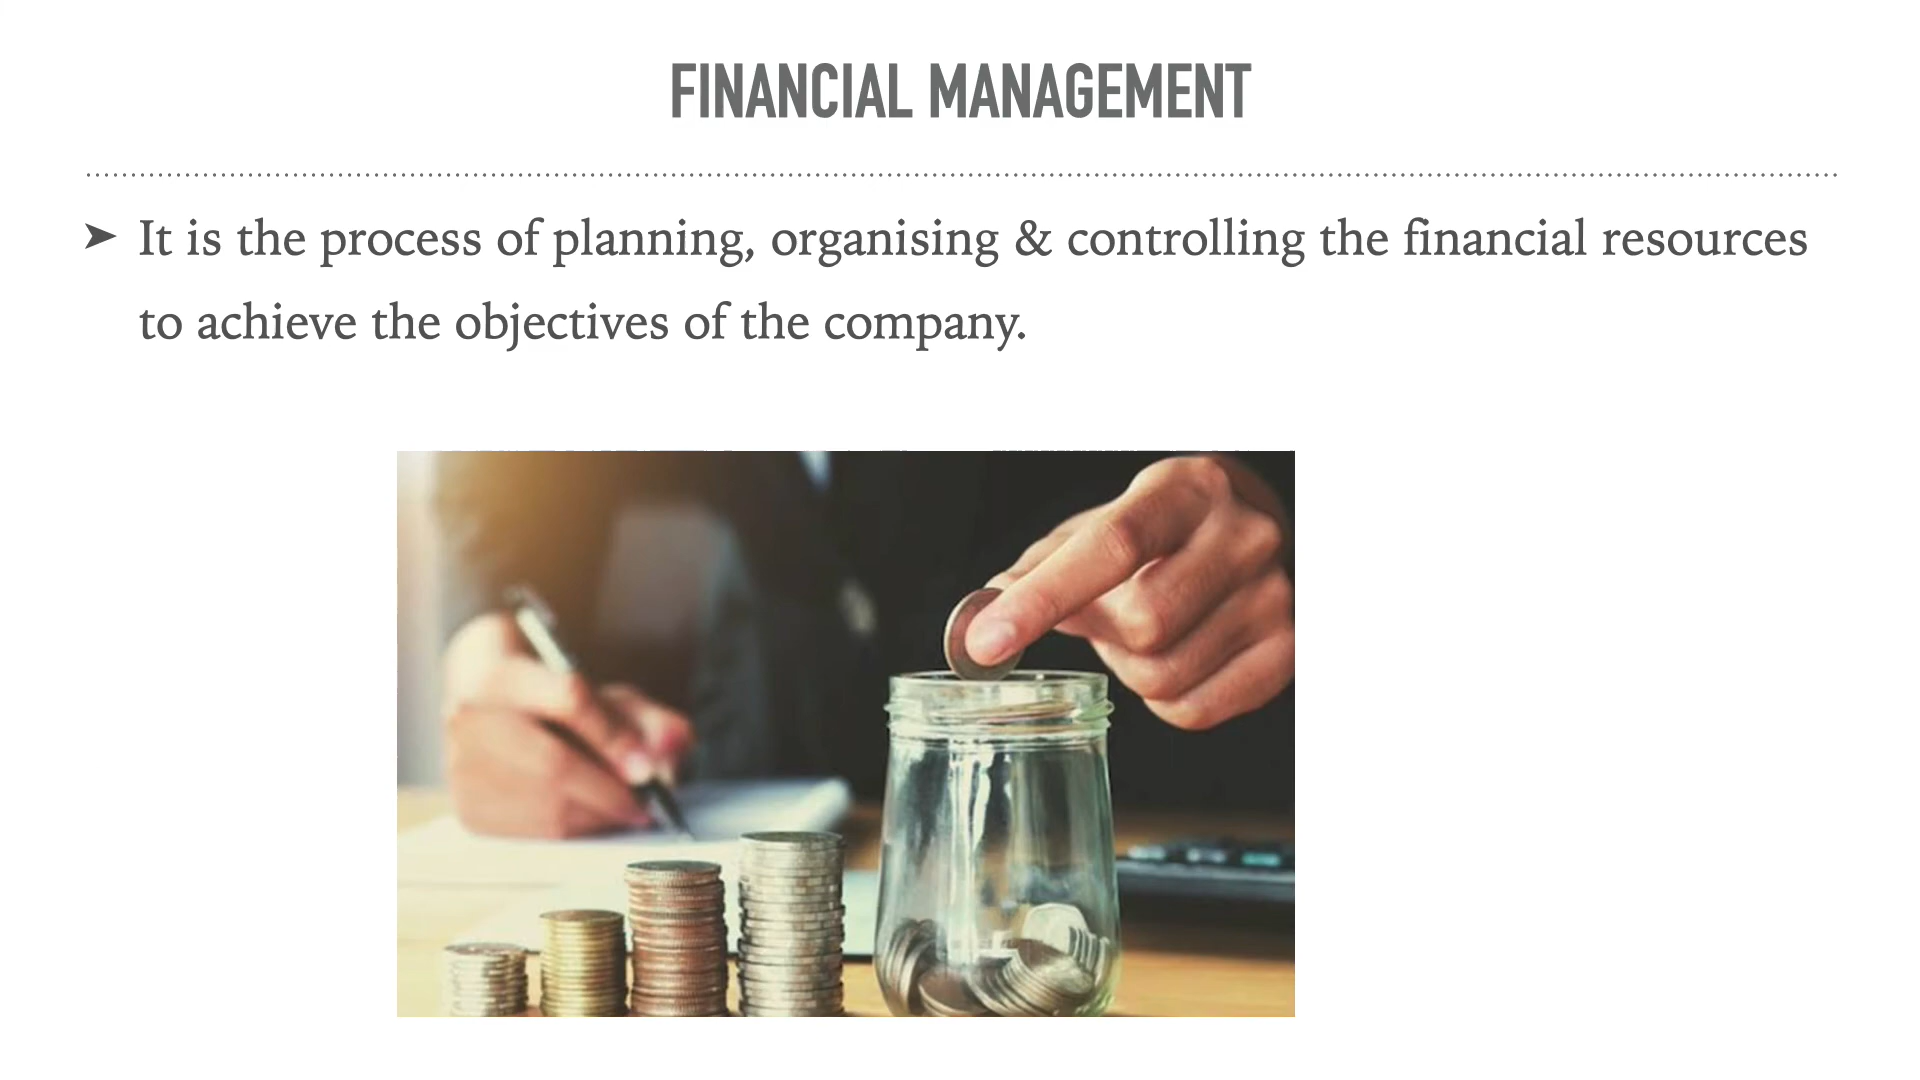 FINANCIAL MANAGEMENT
➤ It is the process of planning, organising & controlling the financial resources
to achieve the objectives of the company.